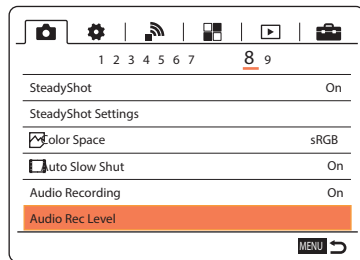 1 2 3 4 5 6 7 8 9
SteadyShot On
SteadyShot Settings
Color Space sRGB
Auto Slow Shut On
Audio Recording On
Audio Rec Level
MENU